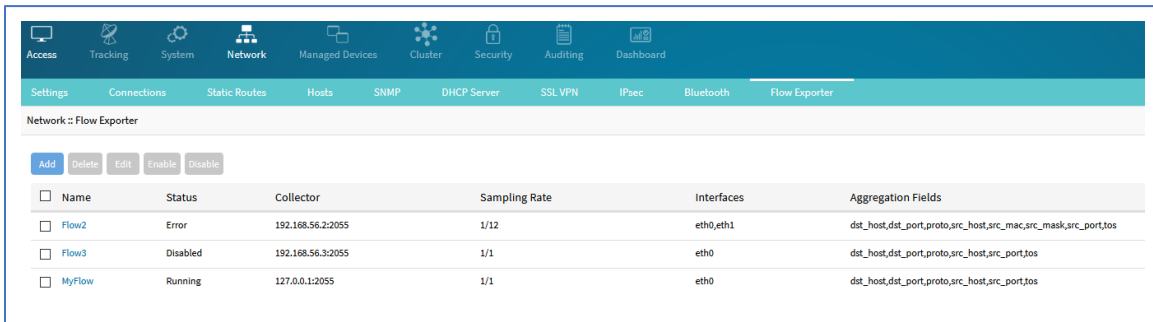 Access Tracking System Network Managed Devices Cluster Security Auditing Dashboard
Settings Connections Static Routes Hosts SNMP DHCP Server SSL VPN IPsec Bluetooth Flow Exporter
Network :: Flow Exporter
Add Delete Edit Enable Disable
Name Status Collector Sampling Rate Interfaces Aggregation Fields
Flow2 Error 192.168.56.2:2055 1/12 eth0,eth1 dst_host,dst_port,proto,src_host,src_mac,src_mask,src_port,tos
Flow3 Disabled 192.168.56.3:2055 1/1 eth0 dst_host,dst_port,proto,src_host,src_port,tos
MyFlow Running 127.0.0.1:2055 1/1 eth0 dst_host,dst_port,proto,src_host,src_port,tos